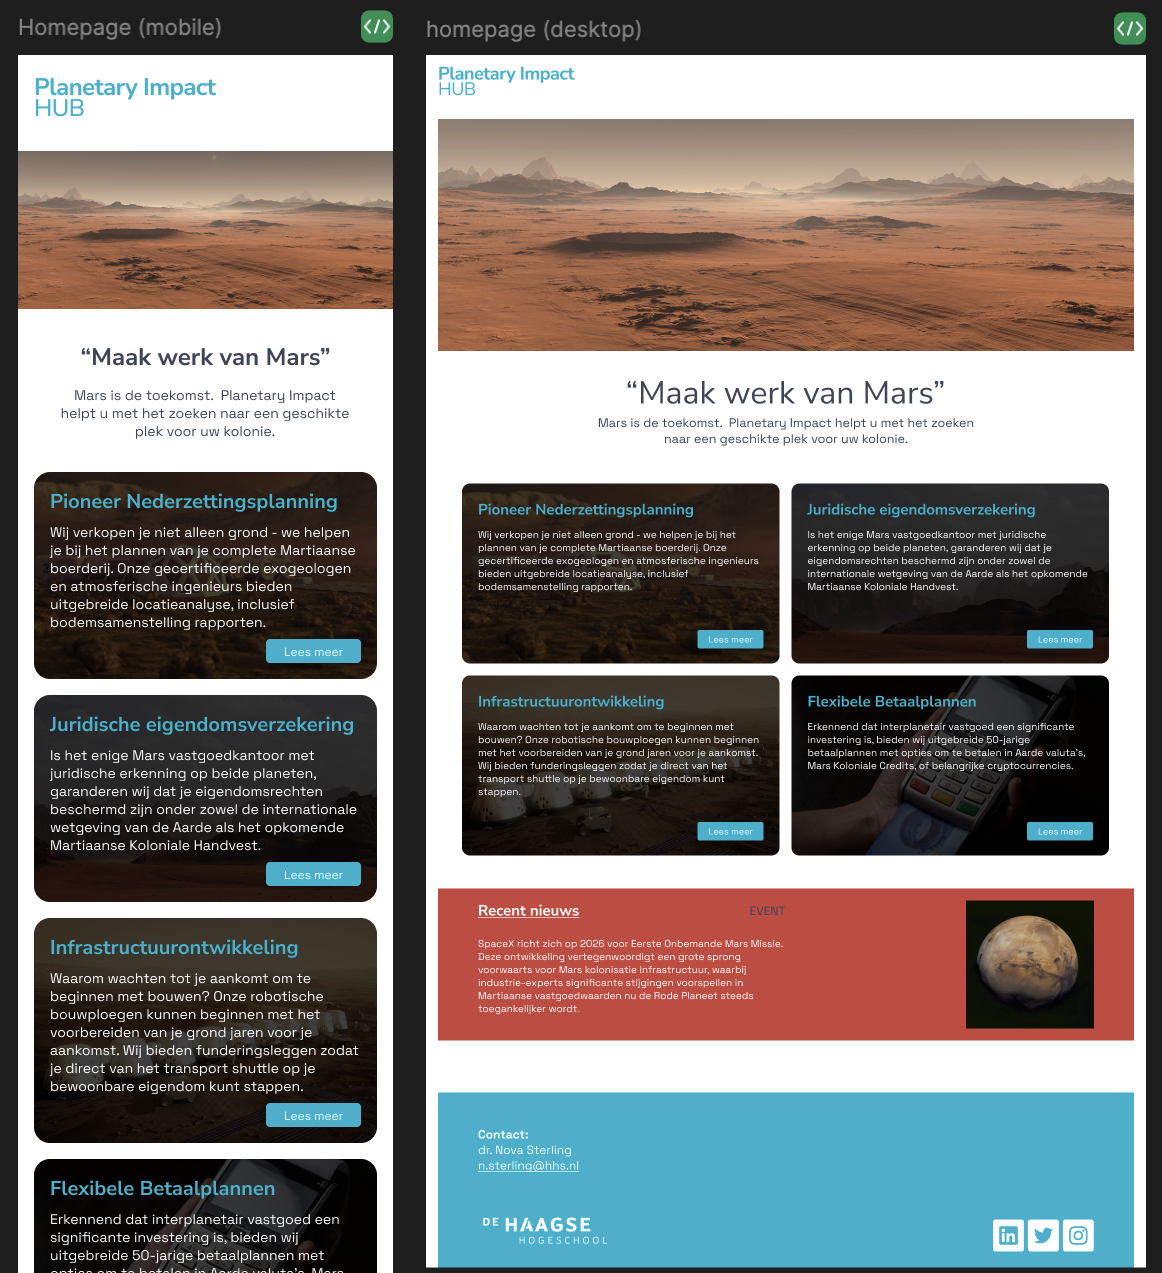 Homepage (mobile)
Planetary Impact
HUB
“Maak werk van Mars”
Mars is de toekomst. Planetary Impact
helpt u met het zoeken naar een geschikte
plek voor uw kolonie.
Pioneer Nederzettingsplanning
Wij verkopen je niet alleen grond - we helpen
je bij het plannen van je complete Martiaanse
boerderij. Onze gecertificeerde exogeologen
en atmosferische ingenieurs bieden
uitgebreide locatieanalyse, inclusief
bodemsamenstelling rapporten.
Lees meer
Juridische eigendomsverzekering
Is het enige Mars vastgoedkantoor met
juridische erkenning op beide planeten,
garanderen wij dat je eigendomsrechten
beschermd zijn onder zowel de internationale
wetgeving van de Aarde als het opkomende
Martiaanse Koloniale Handvest.
Lees meer
Infrastructuurontwikkeling
Waarom wachten tot je aankomt om te
beginnen met bouwen? Onze robotische
bouwploegen kunnen beginnen met het
voorbereiden van je grond jaren voor je
aankomst. Wij bieden funderingsleggen zodat
je direct van het transport shuttle op je
bewoonbare eigendom kunt stappen.
Lees meer
Flexibele Betaalplannen
Erkennend dat interplanetair vastgoed een
significante investering is, bieden wij
uitgebreide 50-jarige betaalplannen met
opties om te betalen in Aarde valuta's, Mars
homepage (desktop)
Planetary Impact
HUB
“Maak werk van Mars”
Mars is de toekomst. Planetary Impact helpt u met het zoeken
naar een geschikte plek voor uw kolonie.
Pioneer Nederzettingsplanning
Wij verkopen je niet alleen grond - we helpen je bij het
plannen van je complete Martiaanse boerderij. Onze
gecertificeerde exogeologen en atmosferische ingenieurs
bieden uitgebreide locatieanalyse, inclusief
bodemsamenstelling rapporten.
Lees meer
Juridische eigendomsverzekering
Is het enige Mars vastgoedkantoor met juridische
erkenning op beide planeten, garanderen wij dat je
eigendomsrechten beschermd zijn onder zowel de
internationale wetgeving van de Aarde als het opkomende
Martiaanse Koloniale Handvest.
Lees meer
Infrastructuurontwikkeling
Waarom wachten tot je aankomt om te beginnen met
bouwen? Onze robotische bouwploegen kunnen beginnen
met het voorbereiden van je grond jaren voor je aankomst.
Wij bieden funderingsleggen zodat je direct van het
transport shuttle op je bewoonbare eigendom kunt
stappen.
Lees meer
Flexibele Betaalplannen
Erkennend dat interplanetair vastgoed een significante
investering is, bieden wij uitgebreide 50-jarige
betaalplannen met opties om te betalen in Aarde valuta's,
Mars Koloniale Credits, of belangrijke cryptocurrencies.
Lees meer
Recent nieuws
EVENT
SpaceX richt zich op 2026 voor Eerste Onbemande Mars Missie.
Deze ontwikkeling vertegenwoordigt een grote sprong
voorwaarts voor Mars kolonisatie infrastructuur, waarbij
industrie-experts significante stijgingen voorspellen in
Martiaanse vastgoedwaarden nu de Rode Planeet steeds
toegankelijker wordt.
Contact:
dr. Nova Sterling
n.sterling@hhs.nl
DE HAAGSE
HOGESCHOOL